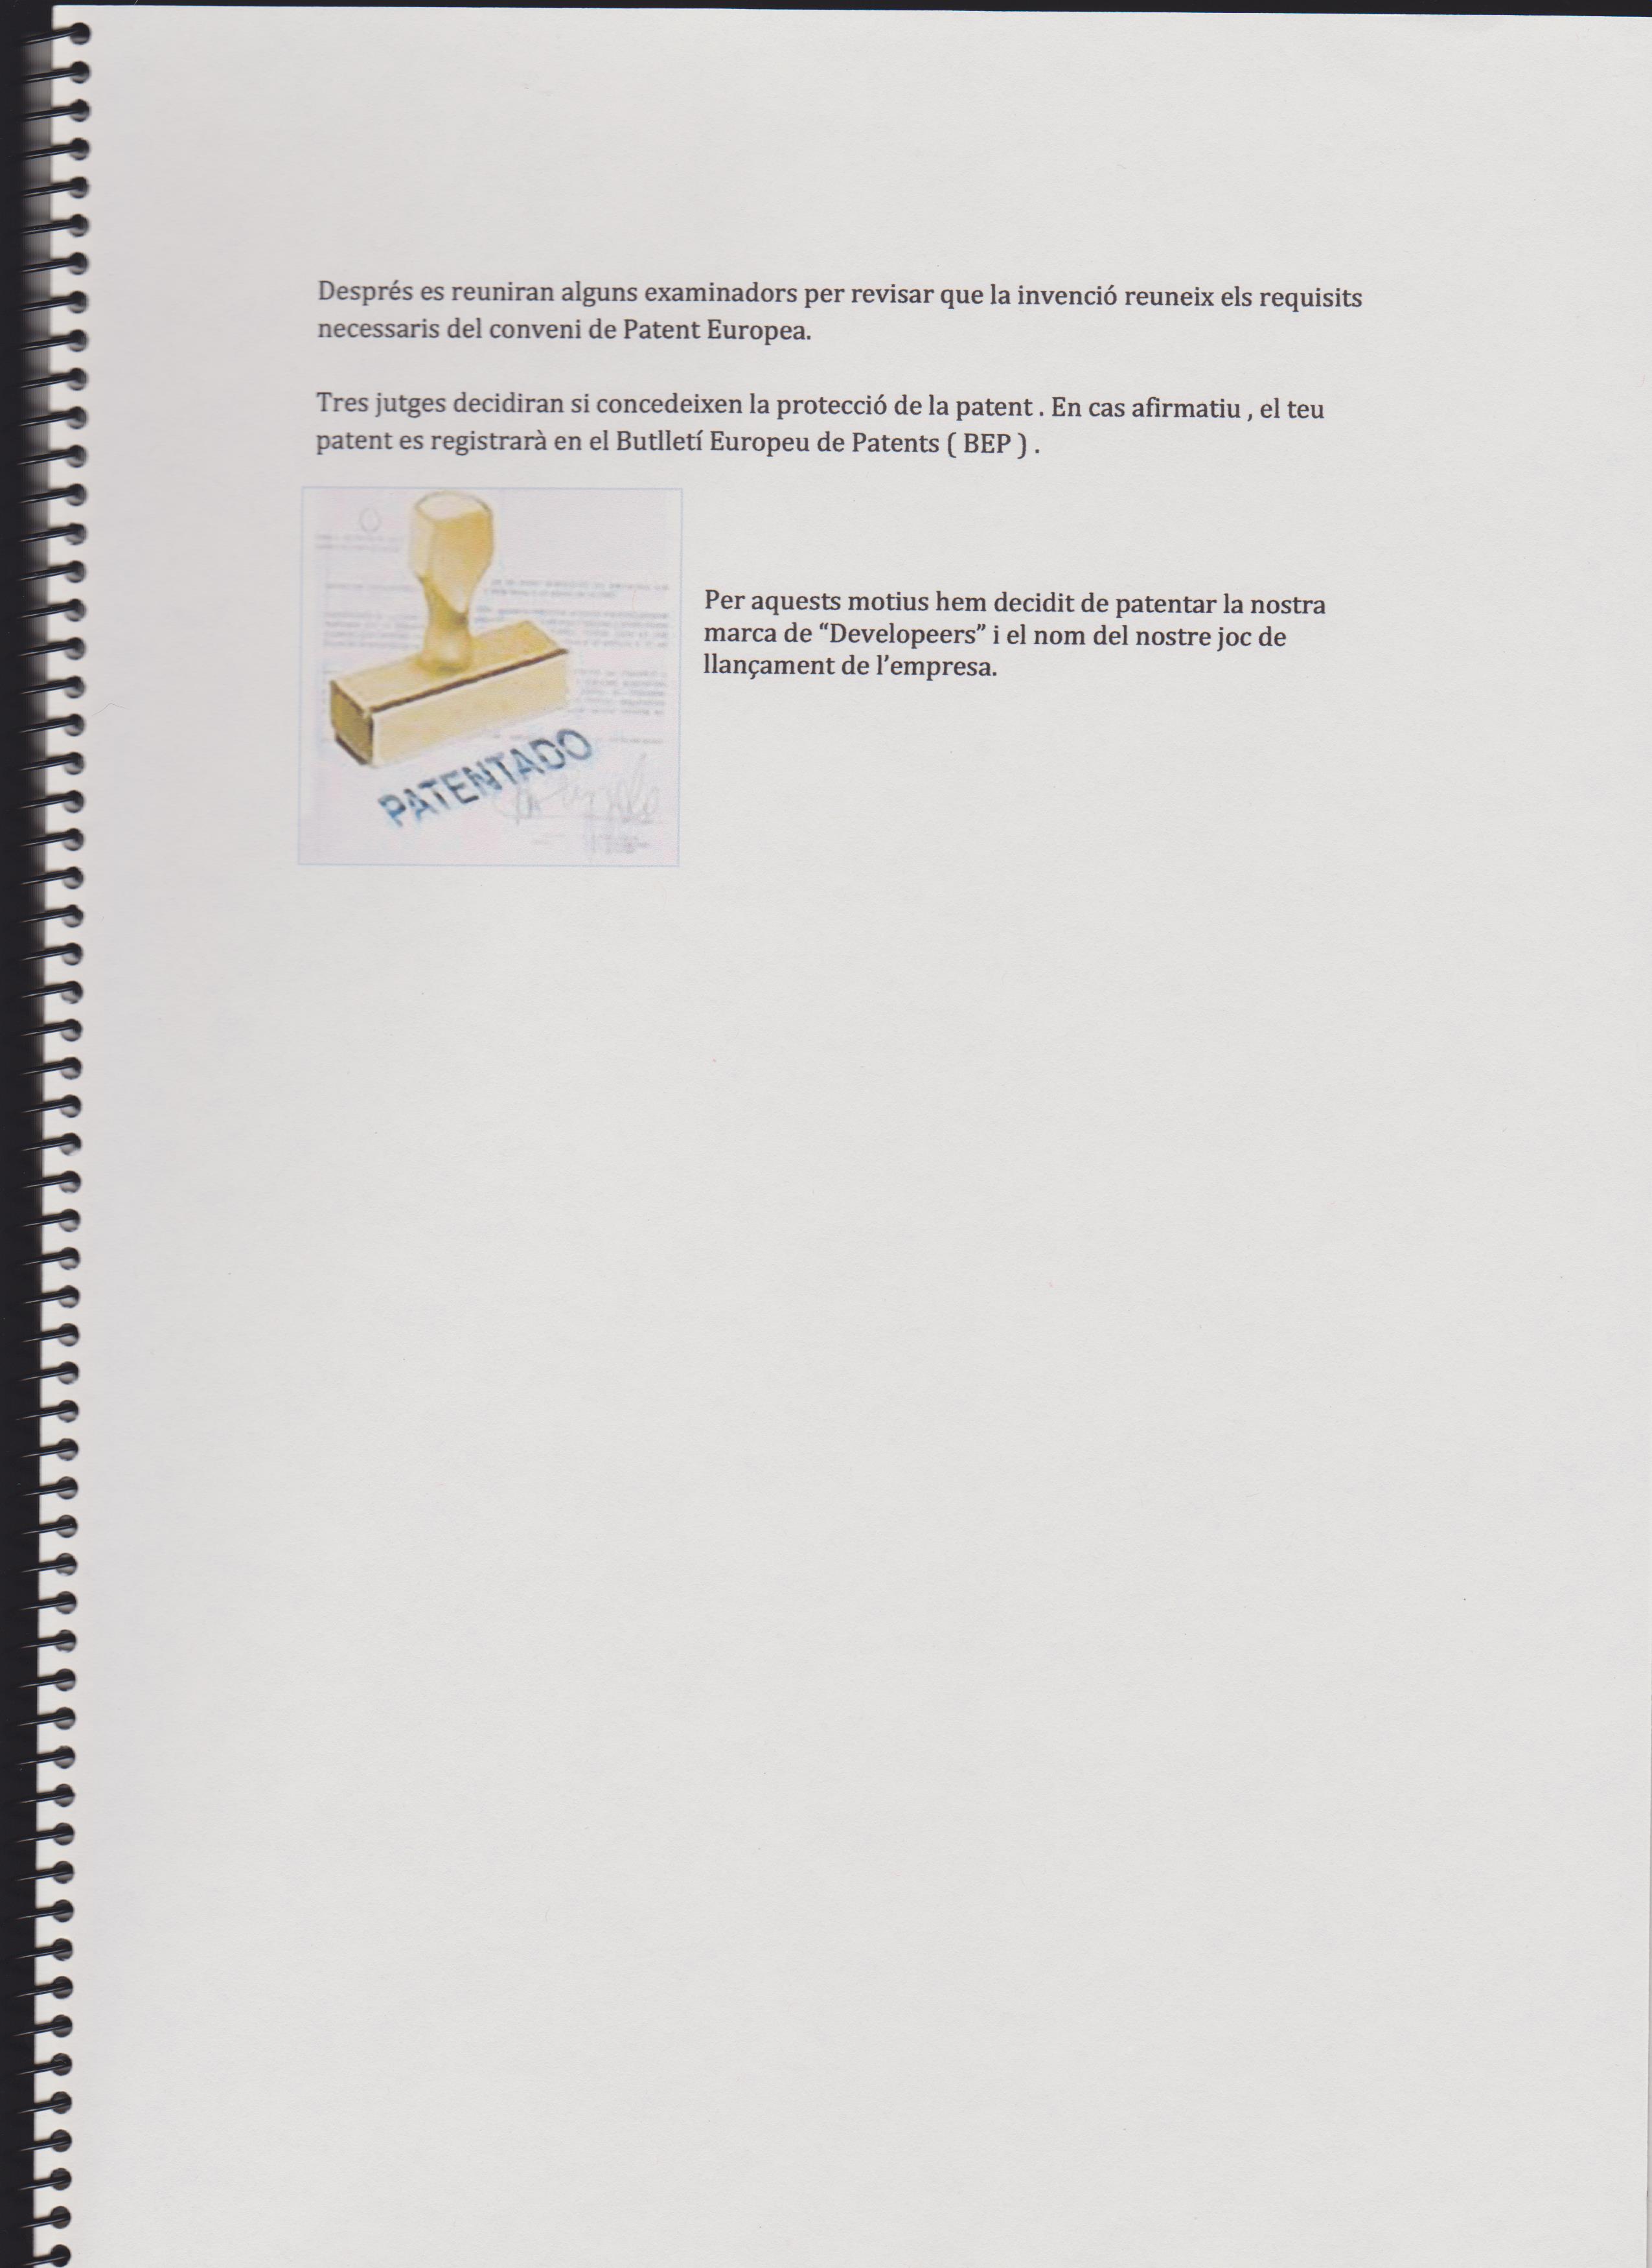 Després es reuniran alguns examinadors per revisar que la invenció reuneix els requisits
necessaris del conveni de Patent Europea.
Tres jutges decidiran si concedeixen la protecció de la patent . En cas afirmatiu , el teu
patent es registrarà en el Butlletí Europeu de Patents ( BEP ) .
Per aquests motius hem decidit de patentar la nostra
marca de “Developeers” i el nom del nostre joc de
llançament de l’empresa.
PATENTADO